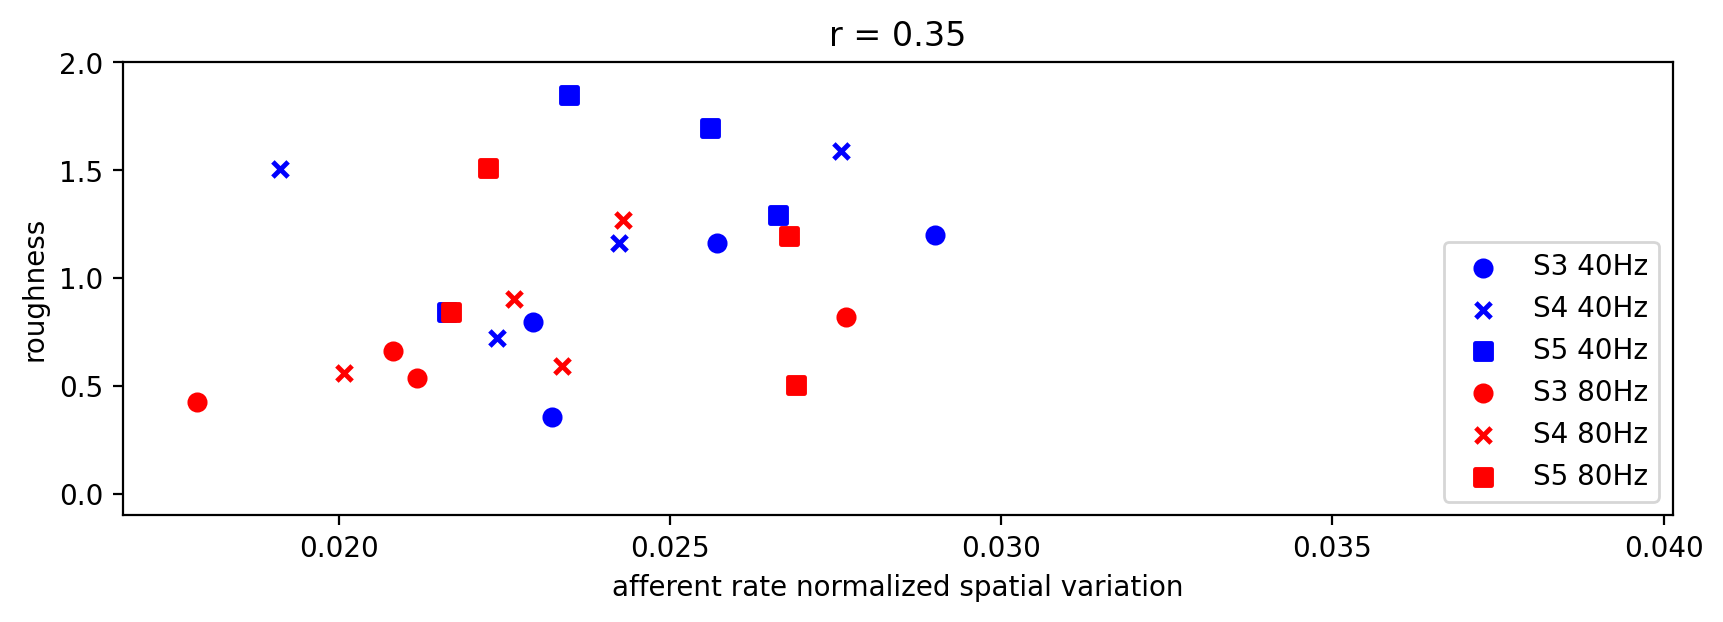 r = 0.35
2.0
1.5
1.0
0.5
0.0
roughness
0.020 0.025 0.030 0.035 0.040
afferent rate normalized spatial variation
S3 40Hz
S4 40Hz
S5 40Hz
S3 80Hz
S4 80Hz
S5 80Hz